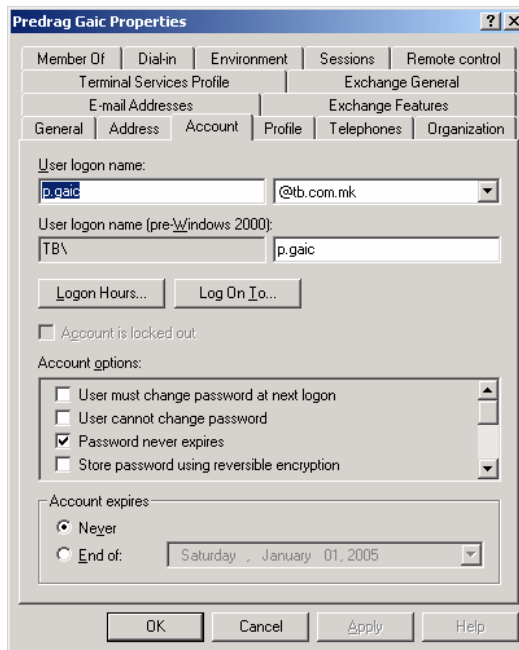 Predrag Gaic Properties
Member Of Dial-in Environment Sessions Remote control
Terminal Services Profile Exchange General
E-mail Addresses Exchange Features
General Address Account Profile Telephones Organization
User logon name:
p.gaic @tb.com.mk
User logon name (pre-Windows 2000):
TB\ p.gaic
Logon Hours... Log On To...
Account is locked out
Account options:
User must change password at next logon
User cannot change password
Password never expires
Store password using reversible encryption
Account expires
Never
End of: Saturday , January 01, 2005
OK Cancel Apply Help